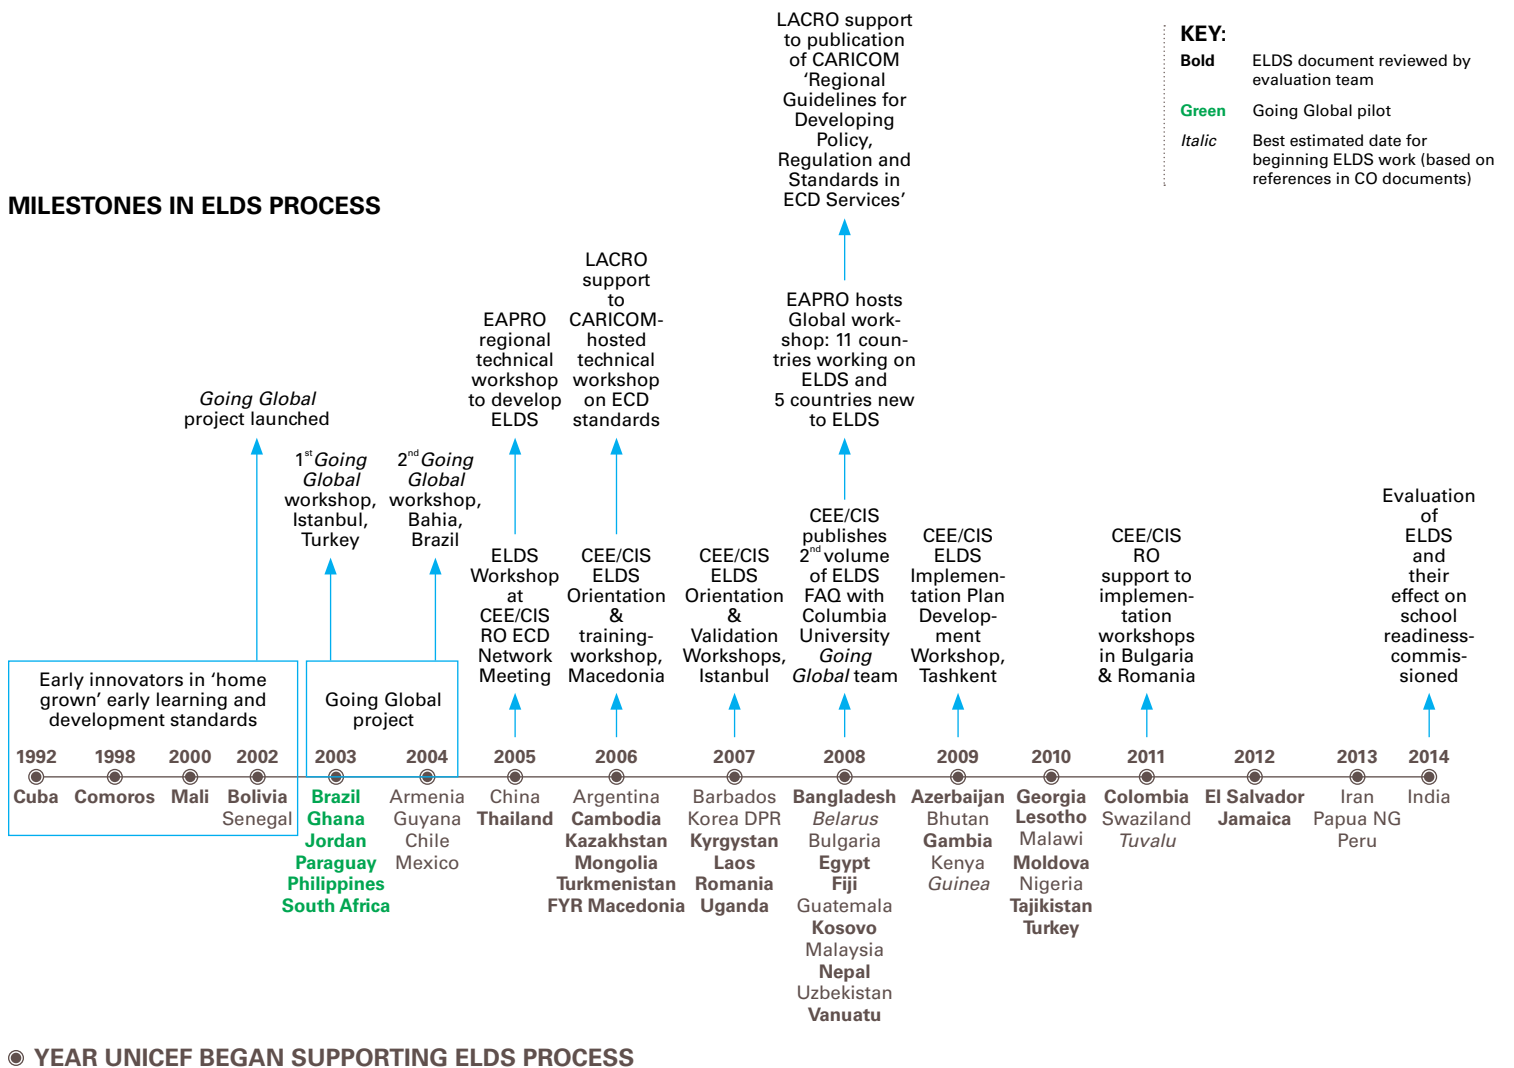 LACRO support
to publication
of CARICOM
‘Regional
Guidelines for
Developing
Policy,
Regulation and
Standards in
ECD Services’
KEY:
Bold ELDS document reviewed by
evaluation team
Green Going Global pilot
Italic Best estimated date for
beginning ELDS work (based on
references in CO documents)
MILESTONES IN ELDS PROCESS
Going Global
project launched
1st Going
Global
workshop,
Istanbul,
Turkey
2nd Going
Global
workshop,
Bahia,
Brazil
EAPRO
regional
technical
workshop
to develop
ELDS
ELDS
Workshop
at
CEE/CIS
RO ECD
Network
Meeting
LACRO
support
to
CARICOM-
hosted
technical
workshop
on ECD
standards
CEE/CIS
ELDS
Orientation
&
training-
workshop,
Macedonia
CEE/CIS
ELDS
Orientation
&
Validation
Workshops,
Istanbul
EAPRO hosts
Global work-
shop: 11 coun-
tries working on
ELDS and
5 countries new
to ELDS
CEE/CIS
publishes
2nd volume
of ELDS
FAQ with
Columbia
University
Going
Global team
CEE/CIS
ELDS
Implemen-
tation Plan
Develop-
ment
Workshop,
Tashkent
CEE/CIS
RO
support to
implemen-
tation
workshops
in Bulgaria
& Romania
Evaluation
of
ELDS
and
their
effect on
school
readiness-
commis-
sioned
Early innovators in ‘home
grown’ early learning and
development standards
Going Global
project
1992
Cuba
1998
Comoros
2000
Mali
2002
Bolivia
Senegal
2003
Brazil
Ghana
Jordan
Paraguay
Philippines
South Africa
2004
Armenia
Guyana
Chile
Mexico
2005
China
Thailand
2006
Argentina
Cambodia
Kazakhstan
Mongolia
Turkmenistan
FYR Macedonia
2007
Barbados
Korea DPR
Kyrgystan
Laos
Romania
Uganda
2008
Bangladesh
Belarus
Bulgaria
Egypt
Fiji
Guatemala
Kosovo
Malaysia
Nepal
Uzbekistan
Vanuatu
2009
Azerbaijan
Bhutan
Gambia
Kenya
Guinea
2010
Georgia
Lesotho
Malawi
Moldova
Nigeria
Tajikistan
Turkey
2011
Colombia
Swaziland
Tuvalu
2012
El Salvador
Jamaica
2013
Iran
Papua NG
Peru
2014
India
YEAR UNICEF BEGAN SUPPORTING ELDS PROCESS